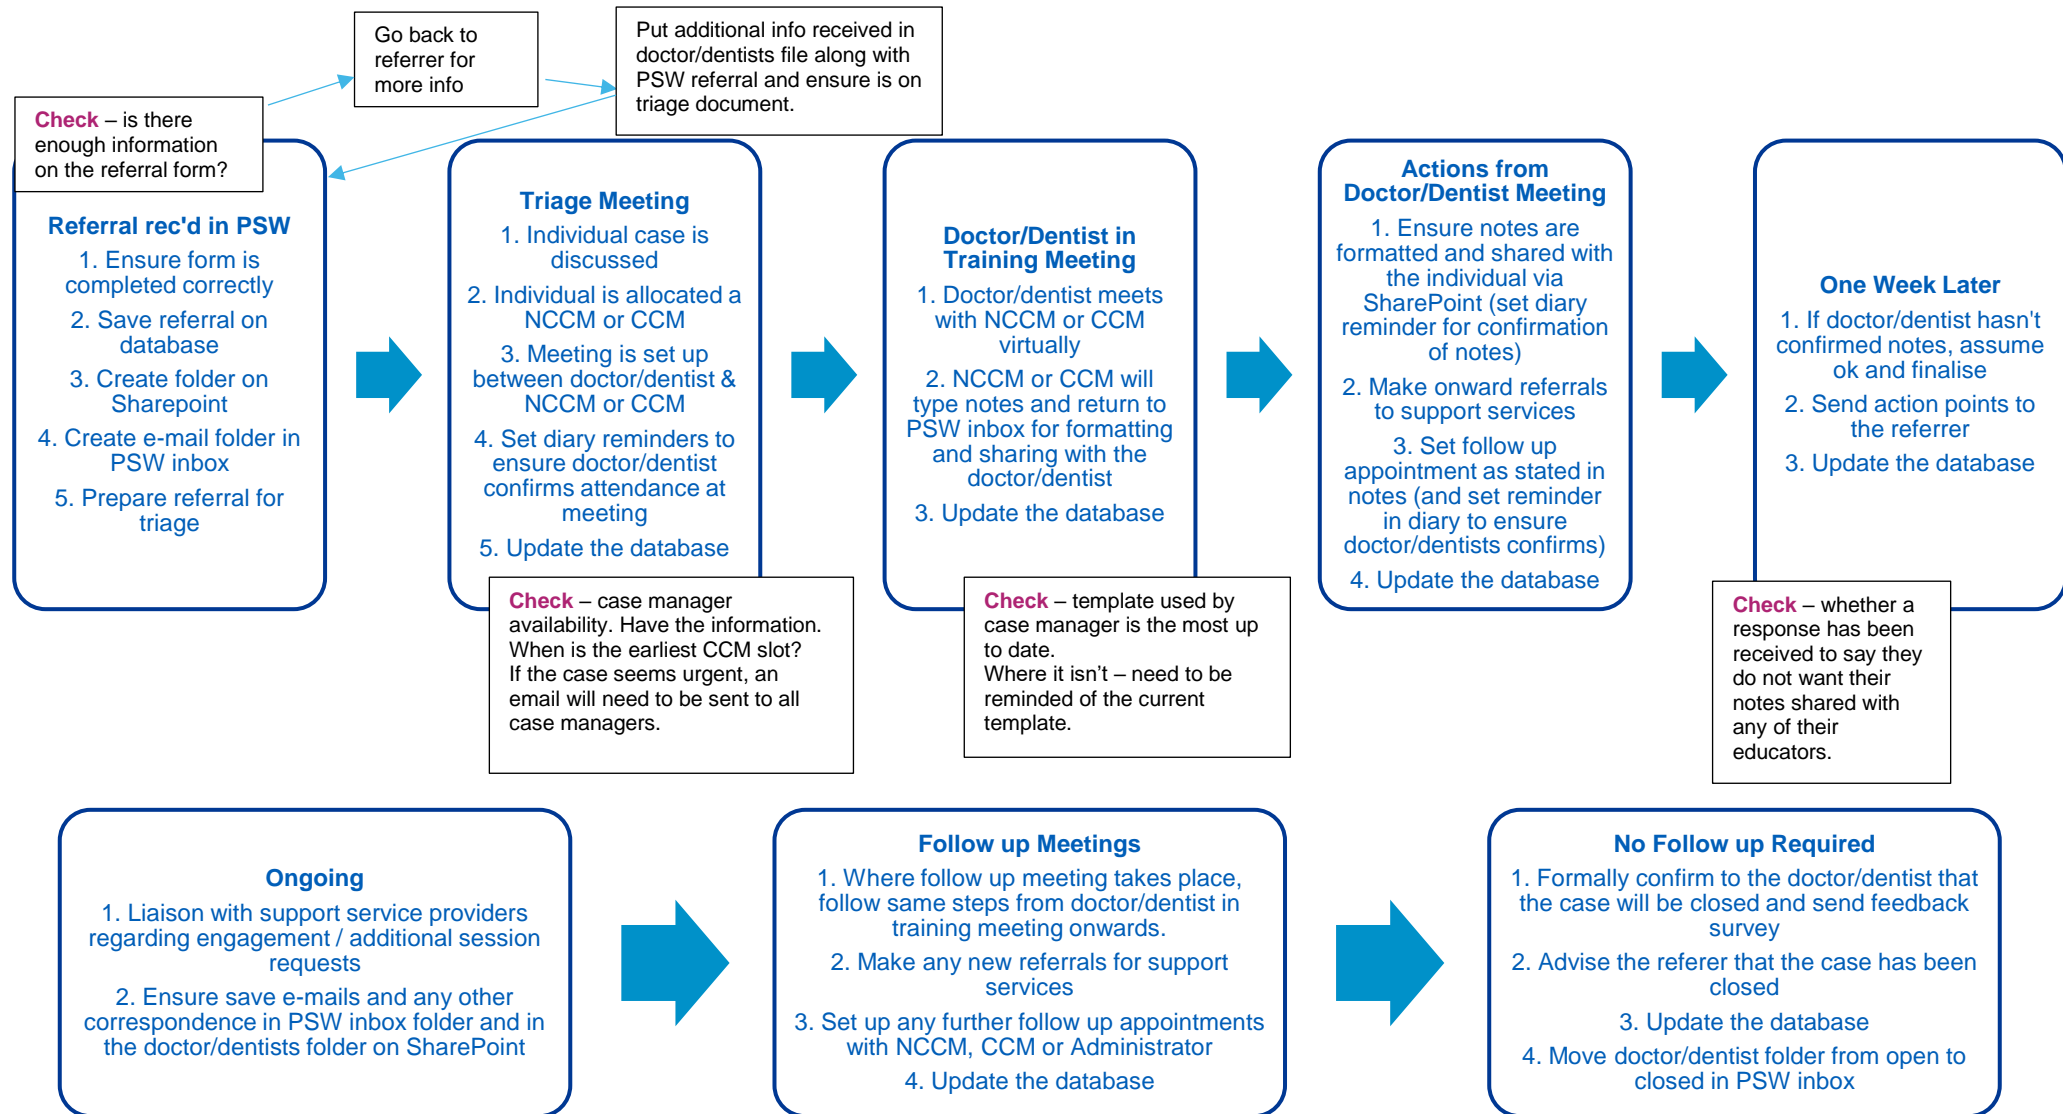 Go back to
referrer for
more info
Put additional info received in
doctor/dentists file along with
PSW referral and ensure is on
triage document.
Check – is there
enough information
on the referral form?
Referral rec'd in PSW
1. Ensure form is
completed correctly
2. Save referral on
database
3. Create folder on
Sharepoint
4. Create e-mail folder in
PSW inbox
5. Prepare referral for
triage
Triage Meeting
1. Individual case is
discussed
2. Individual is allocated a
NCCM or CCM
3. Meeting is set up
between doctor/dentist &
NCCM or CCM
4. Set diary reminders to
ensure doctor/dentist
confirms attendance at
meeting
5. Update the database
Check – case manager
availability. Have the information.
When is the earliest CCM slot?
If the case seems urgent, an
email will need to be sent to all
case managers.
Doctor/Dentist in
Training Meeting
1. Doctor/dentist meets
with NCCM or CCM
virtually
2. NCCM or CCM will
type notes and return to
PSW inbox for formatting
and sharing with the
doctor/dentist
3. Update the database
Check – template used by
case manager is the most up
to date.
Where it isn't – need to be
reminded of the current
template.
Actions from
Doctor/Dentist Meeting
1. Ensure notes are
formatted and shared with
the individual via
SharePoint (set diary
reminder for confirmation
of notes)
2. Make onward referrals
to support services
3. Set follow up
appointment as stated in
notes (and set reminder
in diary to ensure
doctor/dentists confirms)
4. Update the database
One Week Later
1. If doctor/dentist hasn't
confirmed notes, assume
ok and finalise
2. Send action points to
the referrer
3. Update the database
Check – whether a
response has been
received to say they
do not want their
notes shared with
any of their
educators.
Ongoing
1. Liaison with support service providers
regarding engagement / additional session
requests
2. Ensure save e-mails and any other
correspondence in PSW inbox folder and in
the doctor/dentists folder on SharePoint
Follow up Meetings
1. Where follow up meeting takes place,
follow same steps from doctor/dentist in
training meeting onwards.
2. Make any new referrals for support
services
3. Set up any further follow up appointments
with NCCM, CCM or Administrator
4. Update the database
No Follow up Required
1. Formally confirm to the doctor/dentist that
the case will be closed and send feedback
survey
2. Advise the referer that the case has been
closed
3. Update the database
4. Move doctor/dentist folder from open to
closed in PSW inbox